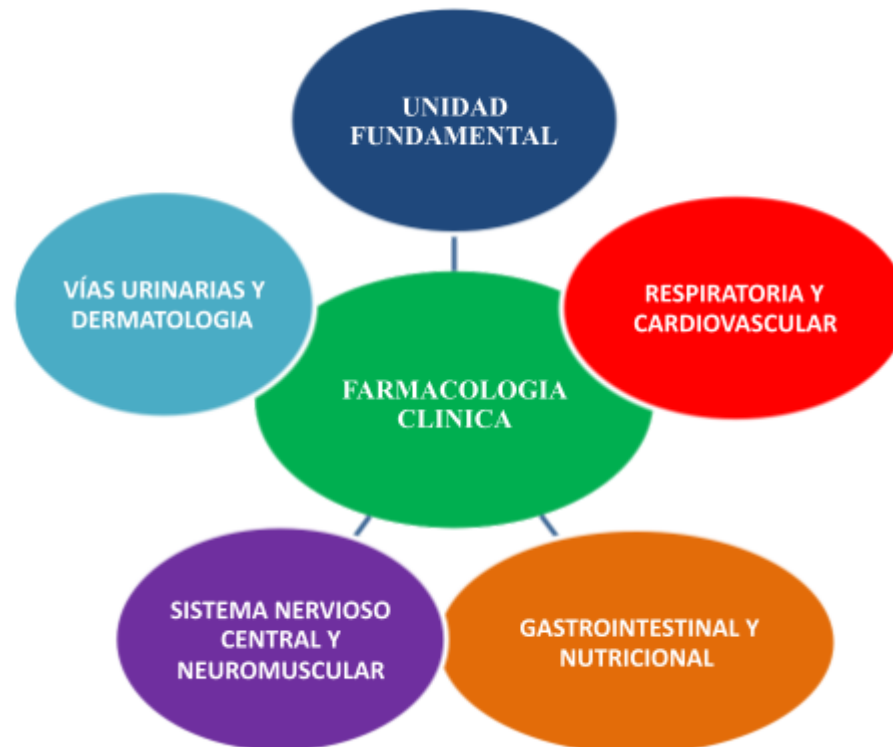 UNIDAD
FUNDAMENTAL
VÍAS URINARIAS Y
DERMATOLOGIA
RESPIRATORIA Y
CARDIOVASCULAR
FARMACOLOGIA
CLINICA
SISTEMA NERVIOSO
CENTRAL Y
NEUROMUSCULAR
GASTROINTESTINAL Y
NUTRICIONAL